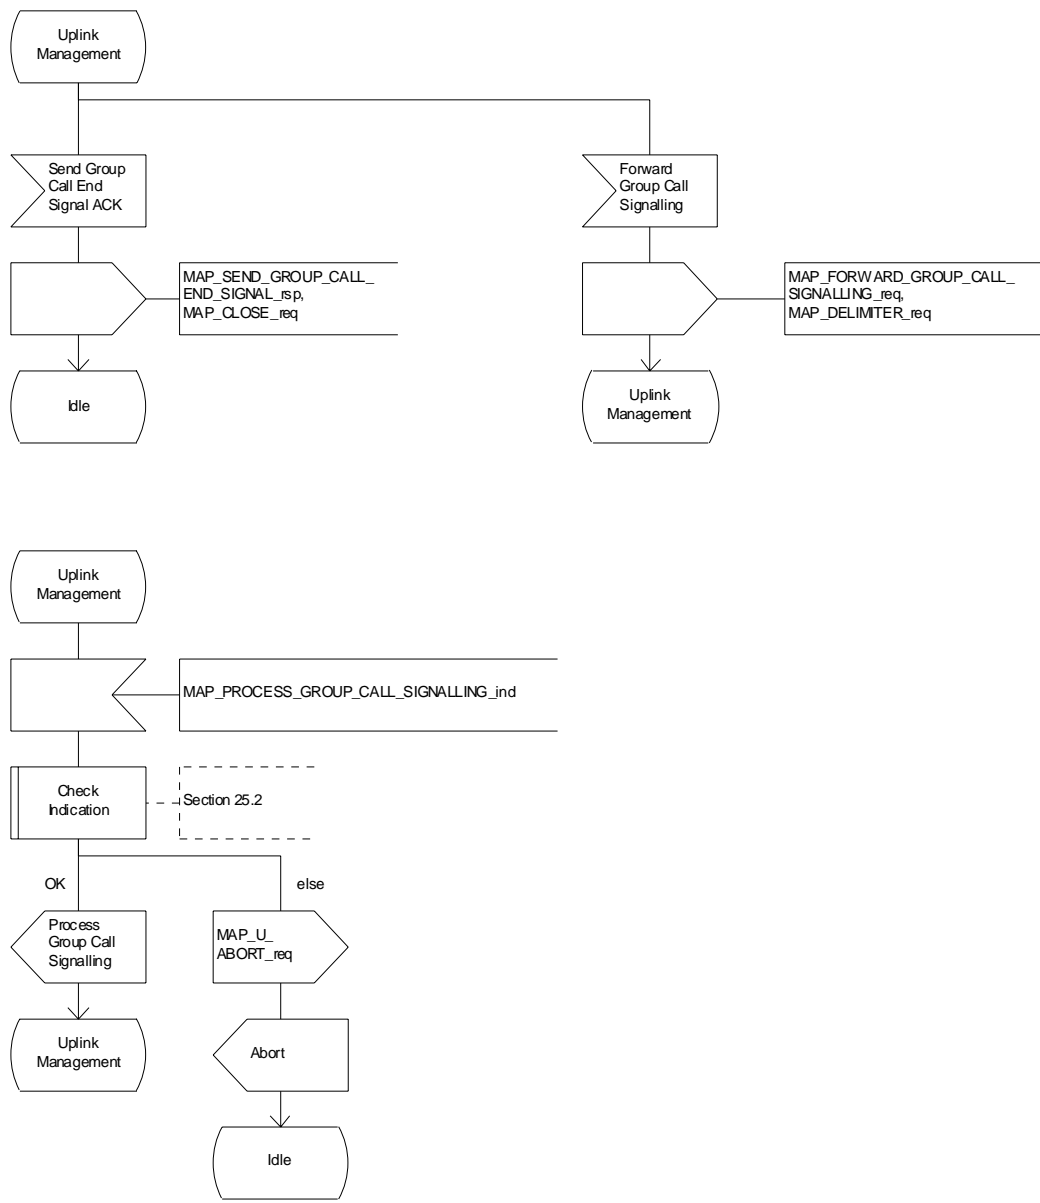 Uplink
Management
Send Group
Call End
Signal ACK
Forward
Group Call
Signalling
MAP_SEND_GROUP_CALL_
END_SIGNAL_rsp,
MAP_CLOSE_req
MAP_FORWARD_GROUP_CALL_
SIGNALLING_req,
MAP_DELIMITER_req
Idle
Uplink
Management
Uplink
Management
MAP_PROCESS_GROUP_CALL_SIGNALLING_ind
Check
Indication
Section 25.2
OK
else
Process
Group Call
Signalling
MAP_U_
ABORT_req
Uplink
Management
Abort
Idle